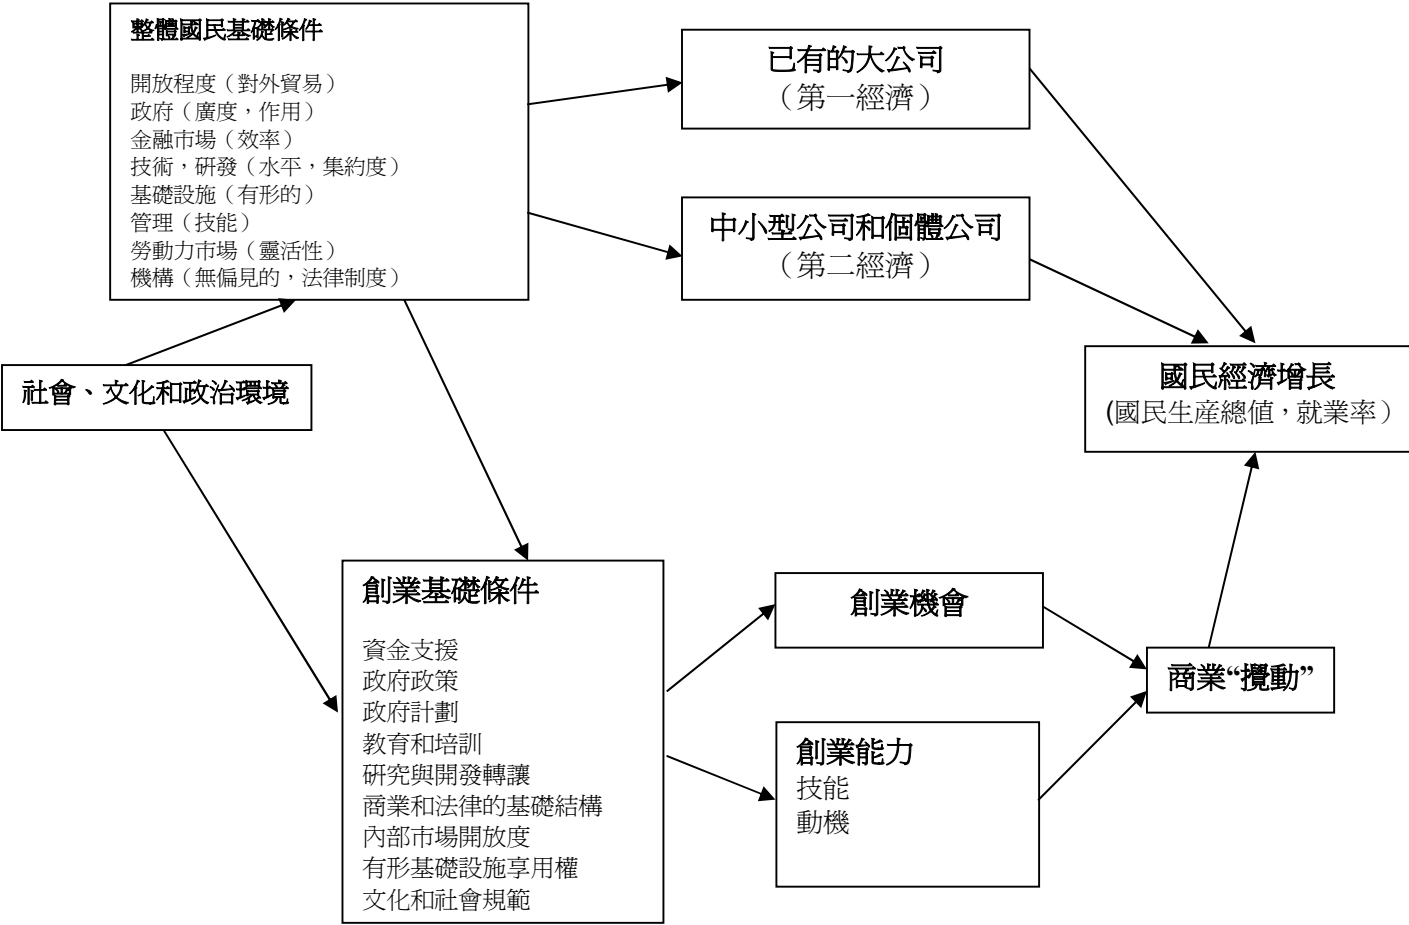 整體國民基礎條件
開放程度（對外貿易）
政府（廣度，作用）
金融市場（效率）
技術，研發（水平，集約度）
基礎設施（有形的）
管理（技能）
勞動力市場（靈活性）
機構（無偏見的，法律制度）
已有的大公司
（第一經濟）
中小型公司和個體公司
（第二經濟）
社會、文化和政治環境
國民經濟增長
(國民生産總值，就業率）
創業基礎條件
資金支援
政府政策
政府計劃
教育和培訓
研究與開發轉讓
商業和法律的基礎結構
內部市場開放度
有形基礎設施享用權
文化和社會規範
創業機會
創業能力
技能
動機
商業“攪動”